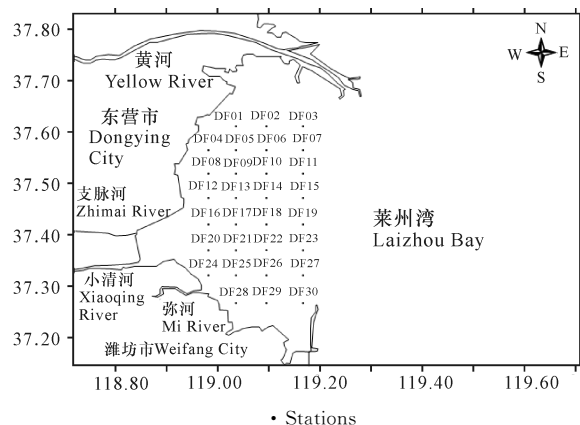 37.80
37.70
37.60
37.50
37.40
37.30
37.20
黄河
Yellow River
N
W E
S
东营市
Dongying
City
DF01 DF02 DF03
DF04 DF05 DF06 DF07
DF08 DF09 DF10 DF11
DF12 DF13 DF14 DF15
DF16 DF17 DF18 DF19
DF20 DF21 DF22 DF23
DF24 DF25 DF26 DF27
DF28 DF29 DF30
支脉河
Zhimai River
莱州湾
Laizhou Bay
小清河
Xiaoqing
River
弥河
Mi River
潍坊市Weifang City
118.80 119.00 119.20 119.40 119.60
• Stations